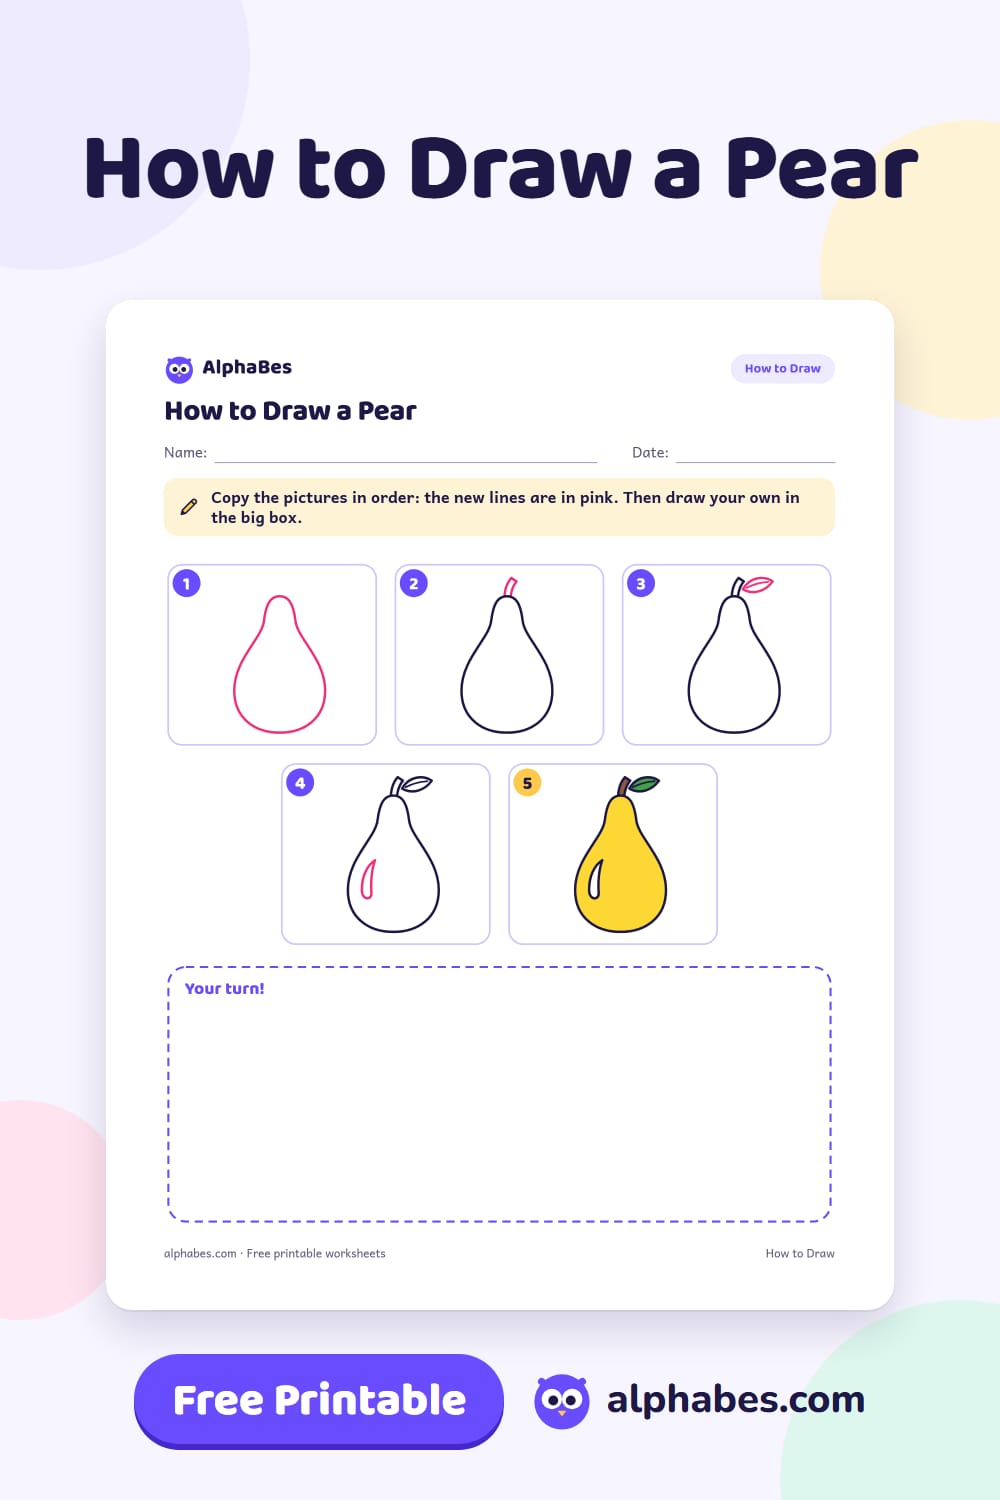 How to Draw a Pear
AlphaBes
How to Draw
How to Draw a Pear
Name:
Date:
Copy the pictures in order: the new lines are in pink. Then draw your own in
the big box.
1
2
3
4
5
Your turn!
alphabes.com · Free printable worksheets
How to Draw
Free Printable
alphabes.com